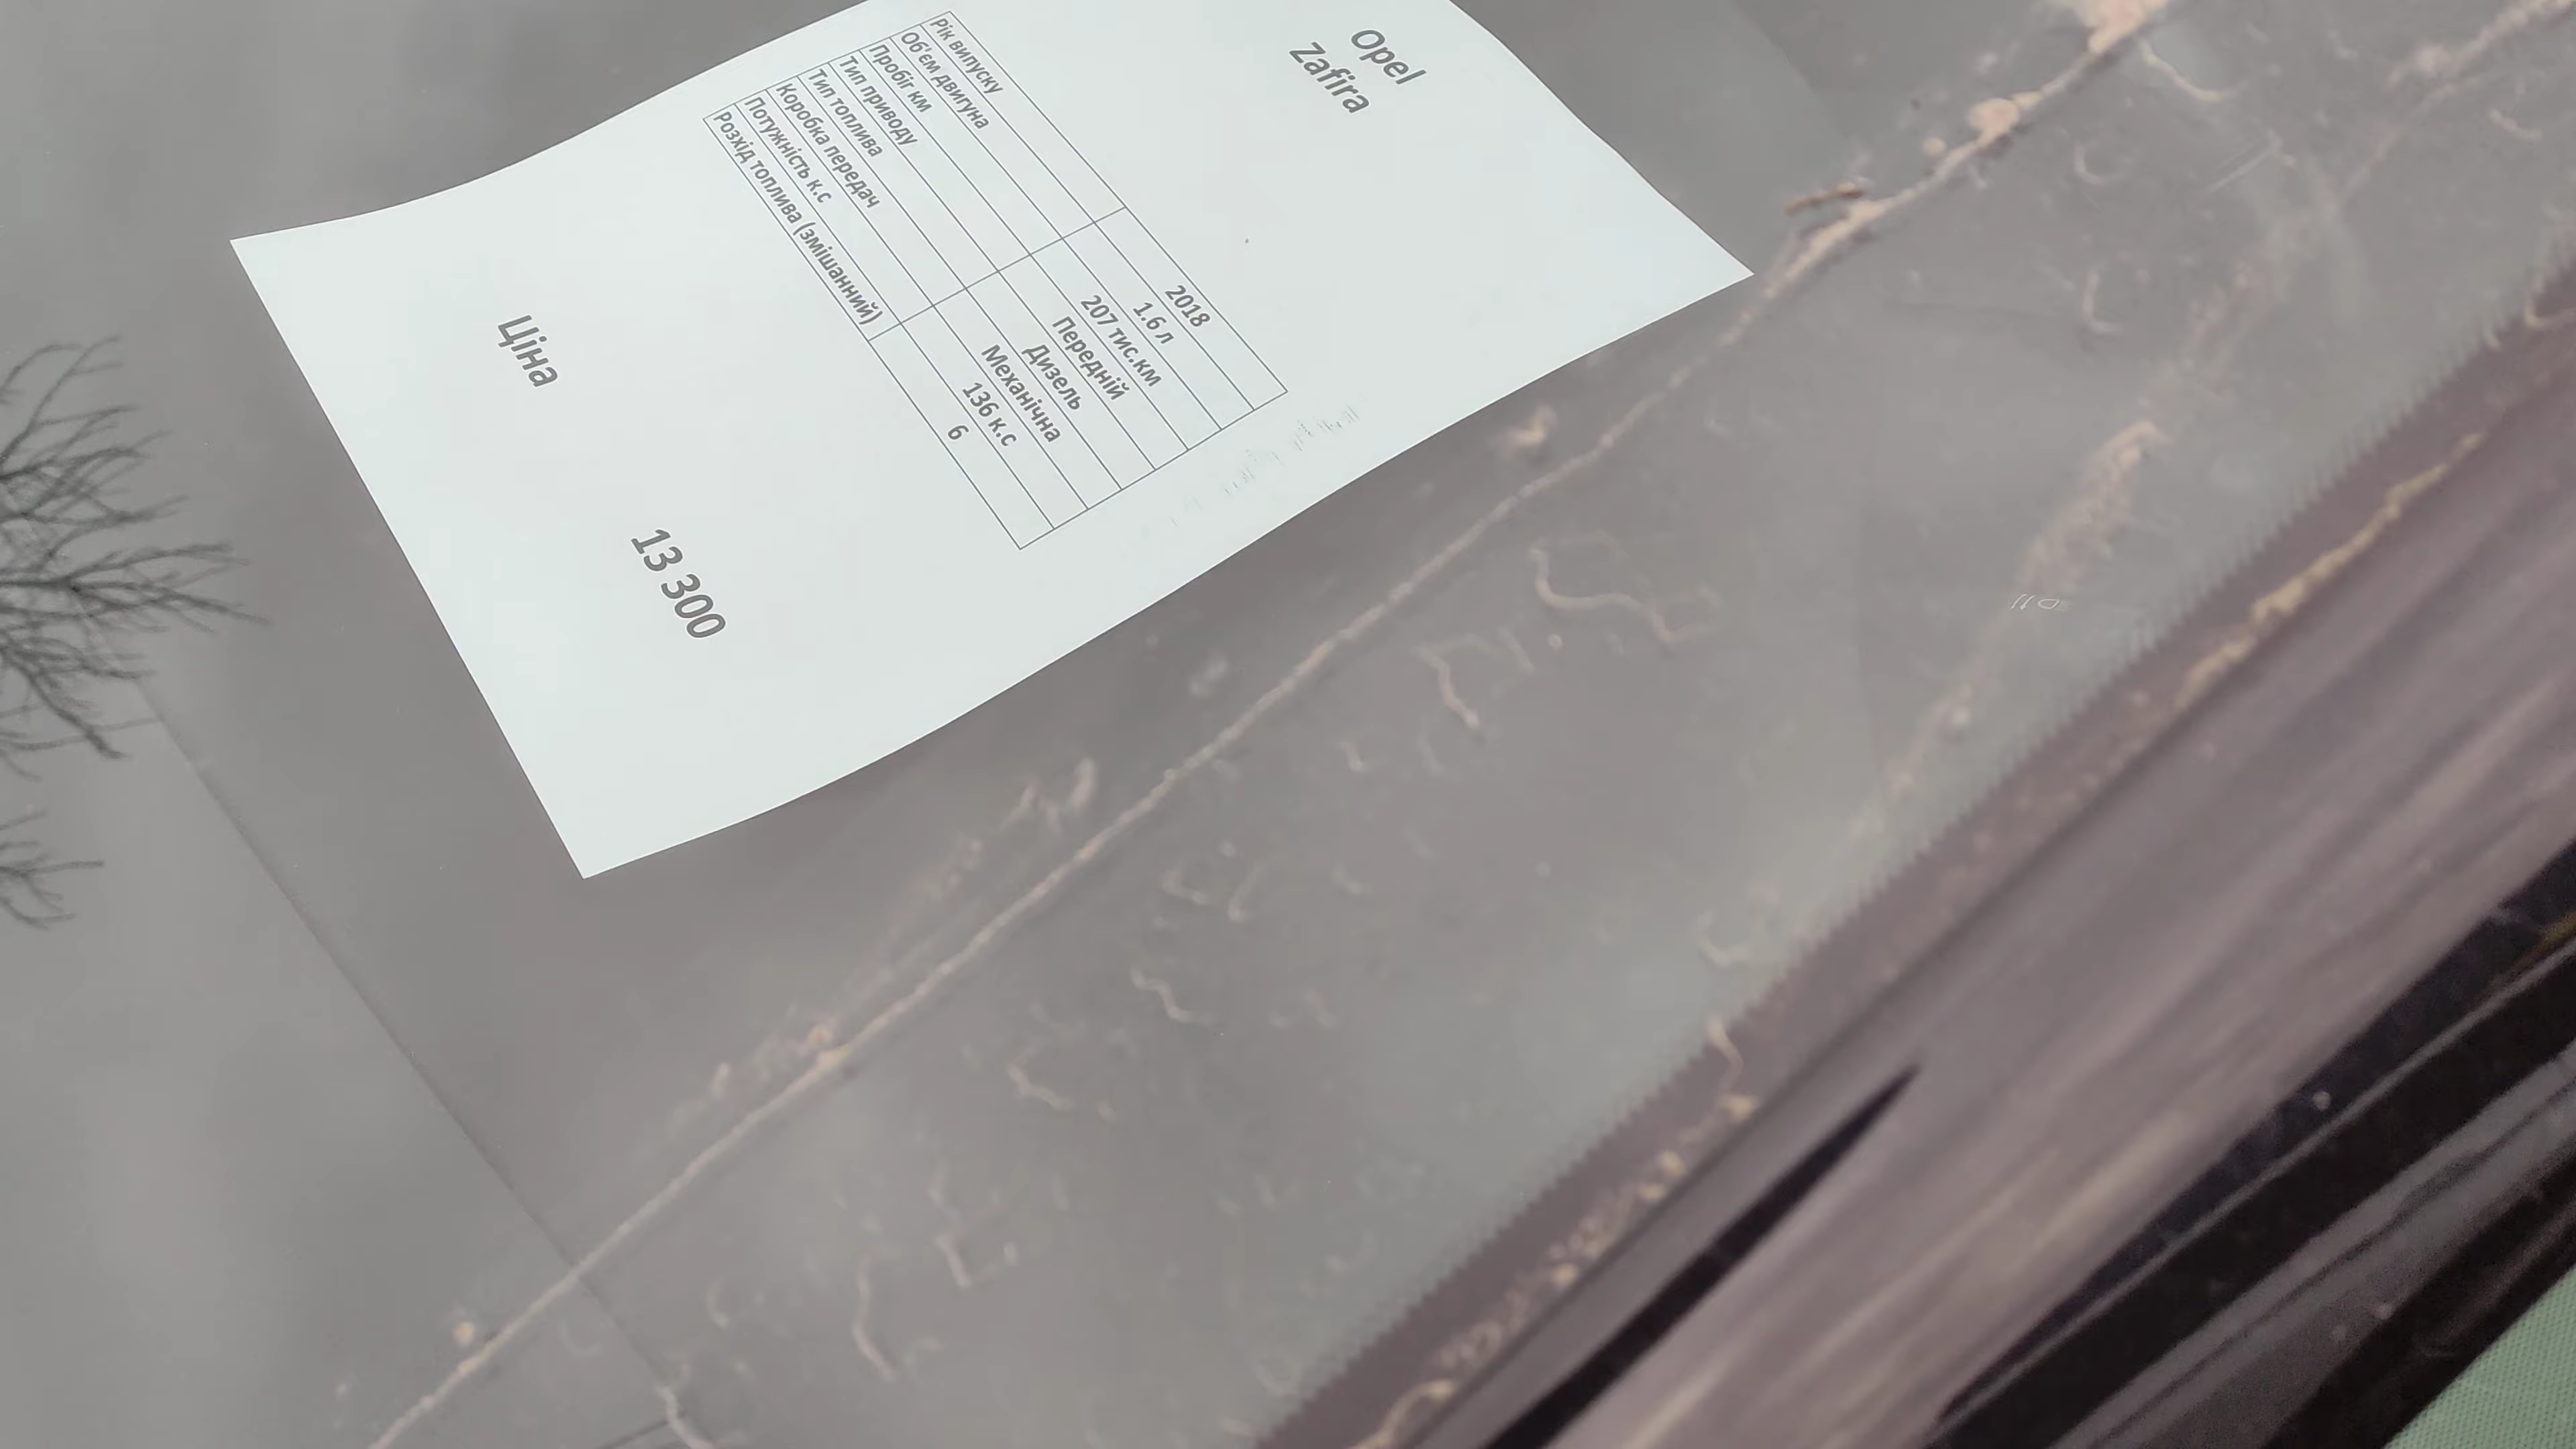 Opel
Zafira
Рік випуску 2018
Об'єм двигуна 1.6 л
Пробіг км 207 тис.км
Тип приводу Передній
Тип топлива Дизель
Коробка передач Механічна
Потужність к.с 136 к.с
Розхід топлива (змішанний) 6
Ціна 13 300